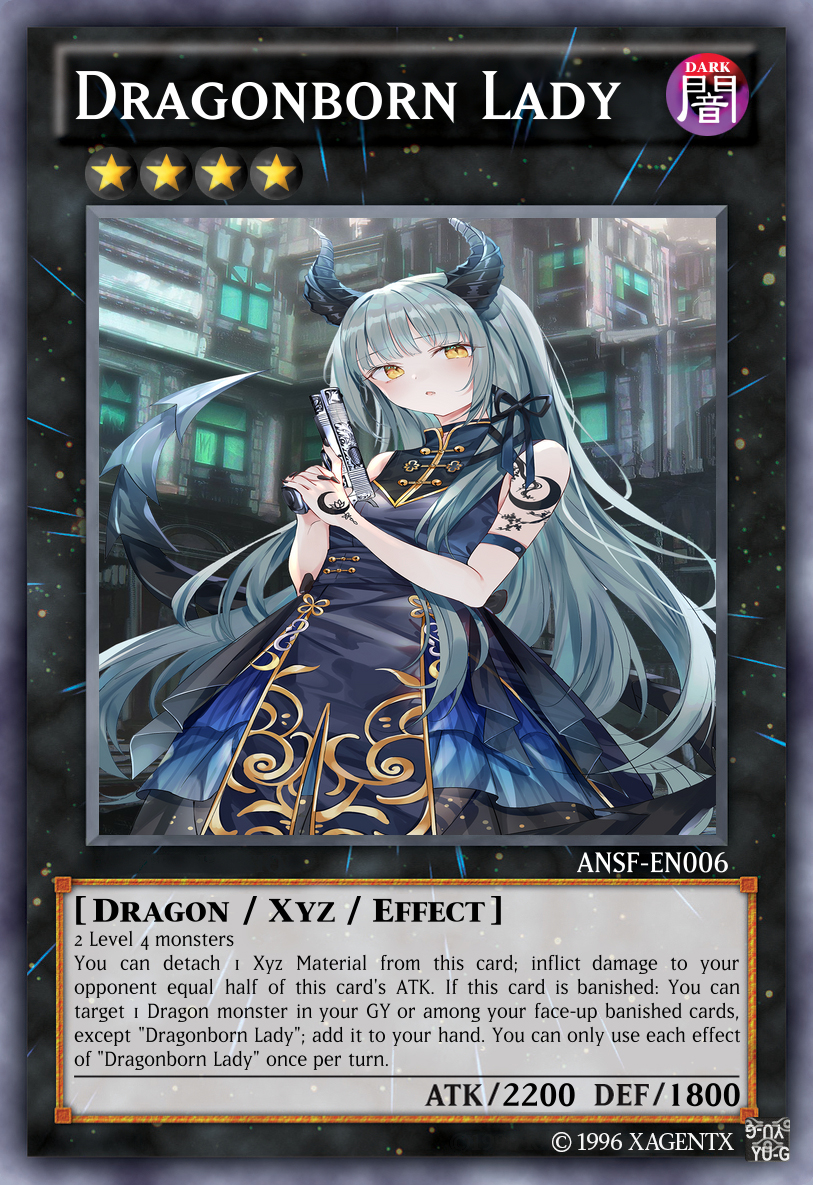 Dragonborn Lady
DARK
闇
ANSF-EN006
[ Dragon / Xyz / Effect ]
2 Level 4 monsters
You can detach 1 Xyz Material from this card; inflict damage to your
opponent equal half of this card's ATK. If this card is banished: You can
target 1 Dragon monster in your GY or among your face-up banished cards,
except "Dragonborn Lady"; add it to your hand. You can only use each effect
of "Dragonborn Lady" once per turn.
ATK/2200 DEF/1800
© 1996 XAGENTX
YU-G
YU-G